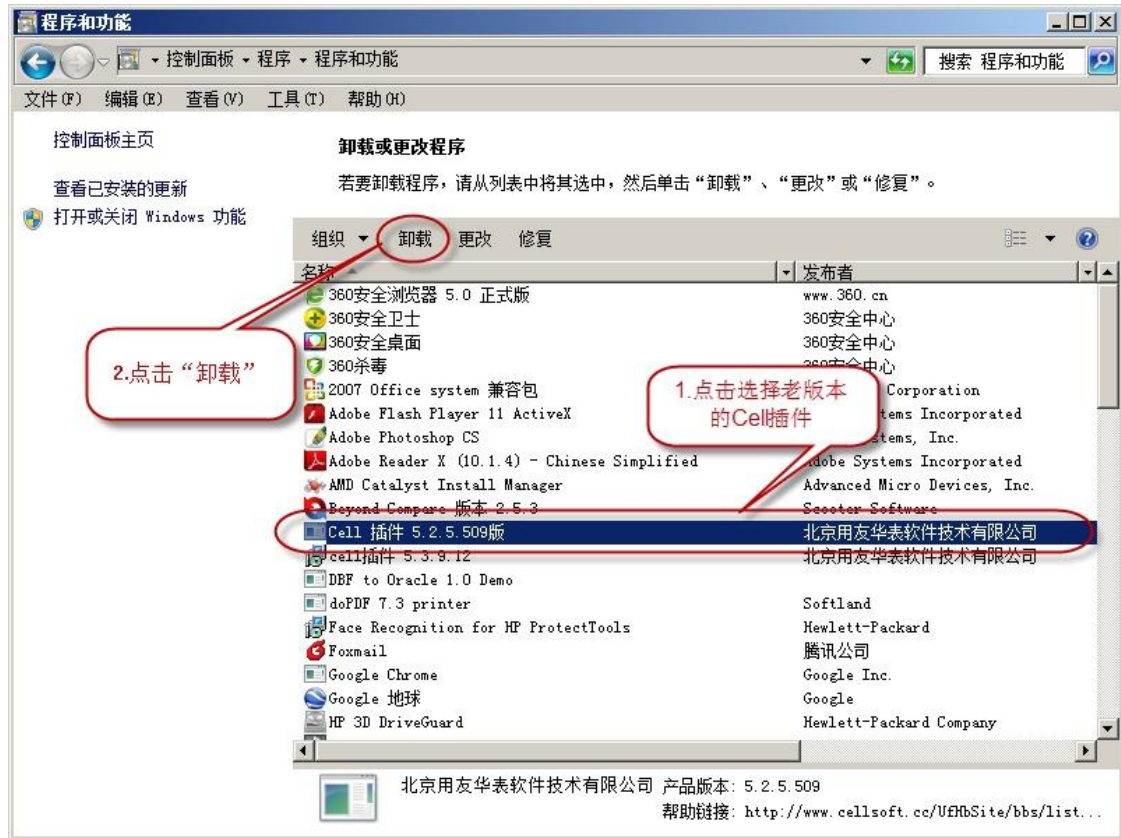 程序和功能
控制面板 程序 程序和功能
搜索 程序和功能
文件(F) 编辑(E) 查看(V) 工具(T) 帮助(H)
控制面板主页
查看已安装的更新
打开或关闭 Windows 功能
卸载或更改程序
若要卸载程序，请从列表中将其选中，然后单击“卸载”、“更改”或“修复”。
组织 卸载 更改 修复
名称 发布者
360安全浏览器 5.0 正式版 www.360.cn
360安全卫士 360安全中心
360安全桌面 360安全中心
360杀毒 360安全中心
2007 Office system 兼容包 Corporation
Adobe Flash Player 11 ActiveX tems Incorporated
Adobe Photoshop CS stems, Inc.
Adobe Reader X (10.1.4) - Chinese Simplified Adobe Systems Incorporated
AMD Catalyst Install Manager Advanced Micro Devices, Inc.
Beyond Compare 版本 2.5.3 Scooter Software
Cell 插件 5.2.5.509版 北京用友华表软件技术有限公司
cell插件 5.3.9.12 北京用友华表软件技术有限公司
DBF to Oracle 1.0 Demo
doPDF 7.3 printer Softland
Face Recognition for HP ProtectTools Hewlett-Packard
Foxmail 腾讯公司
Google Chrome Google Inc.
Google 地球 Google
HP 3D DriveGuard Hewlett-Packard Company
2.点击“卸载”
1.点击选择老版本
的Cell插件
北京用友华表软件技术有限公司 产品版本: 5.2.5.509
帮助链接: http://www.cellsoft.cc/UfHbSite/bbs/list...